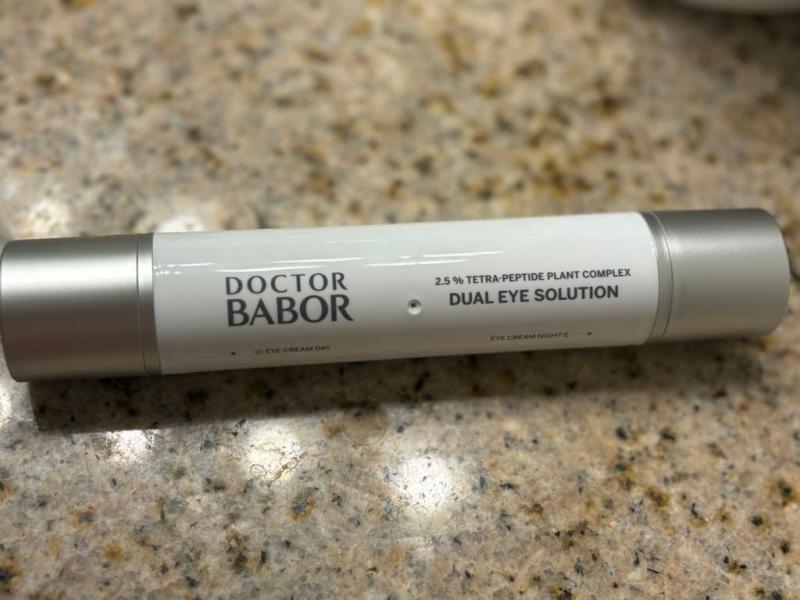 DOCTOR
BABOR
2.5 % TETRA-PEPTIDE PLANT COMPLEX
DUAL EYE SOLUTION
EYE CREAM DAY
EYE CREAM NIGHT